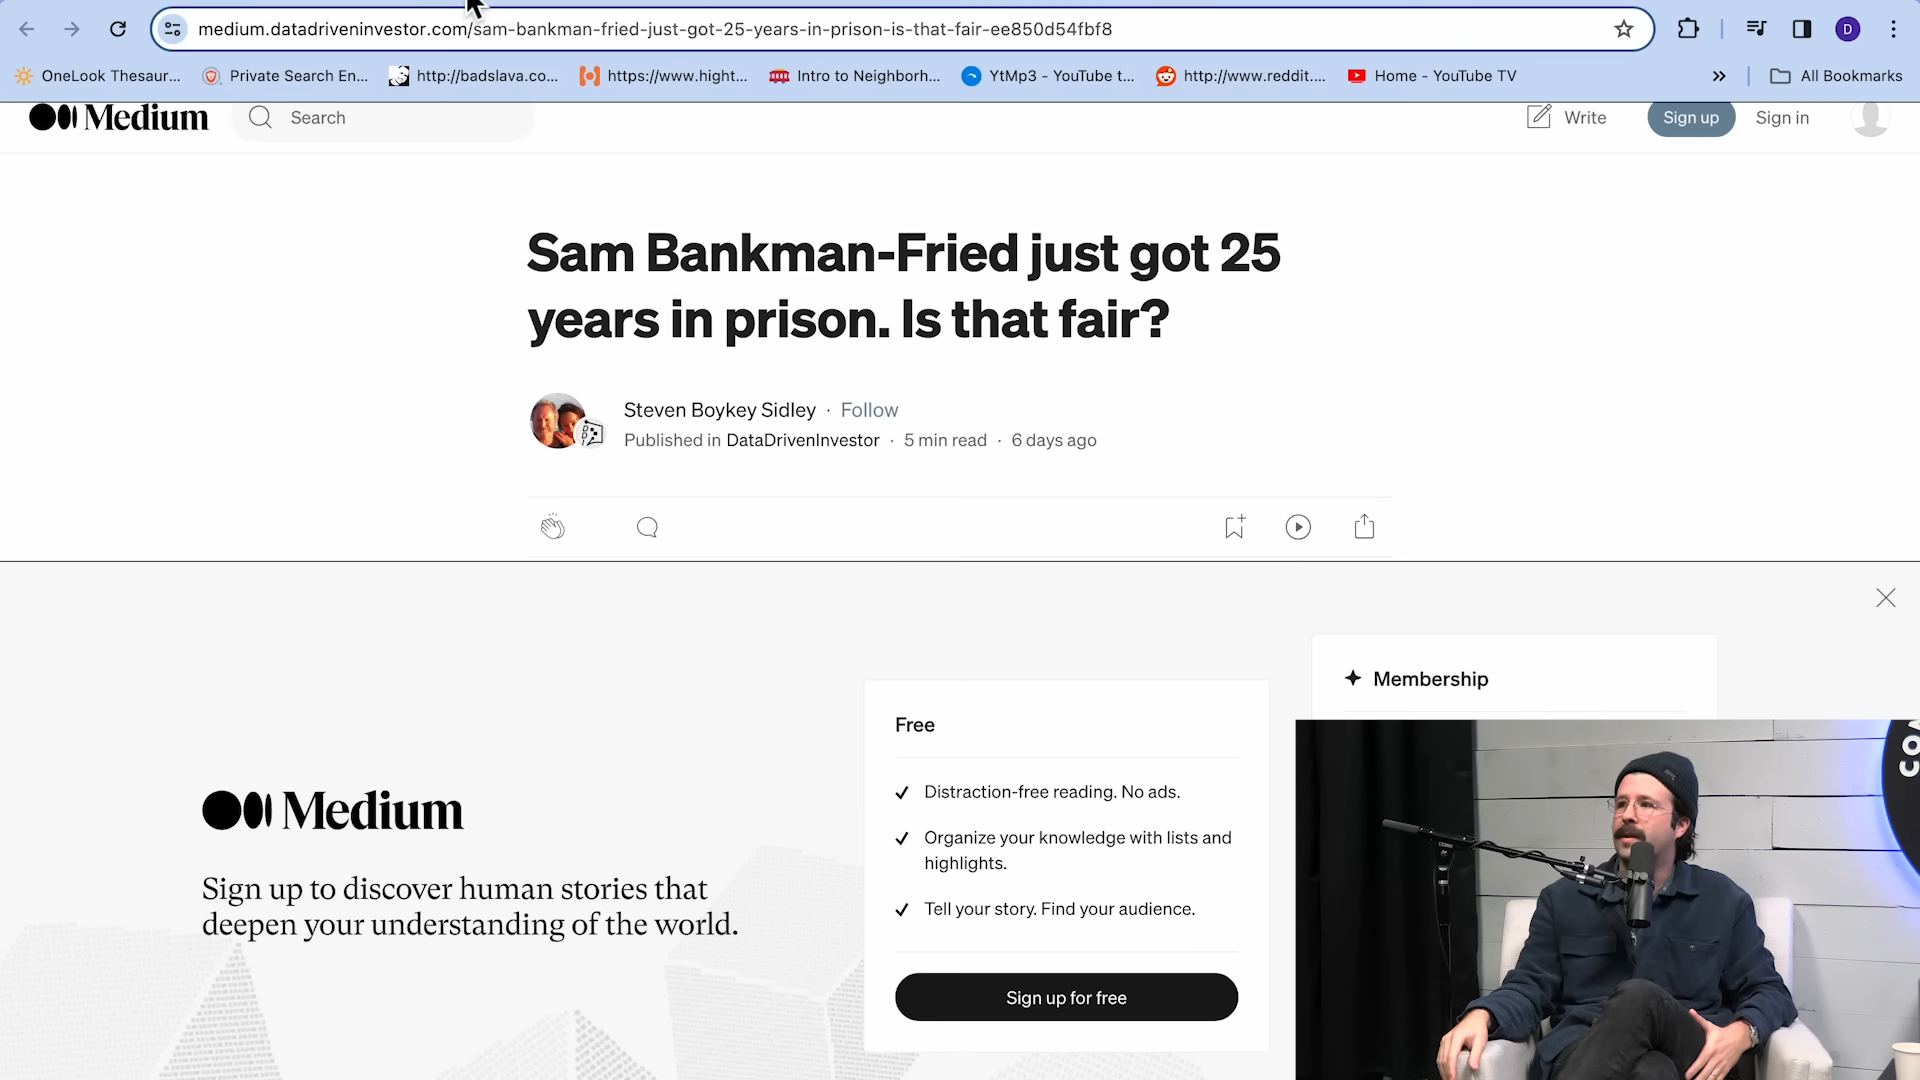 medium.datadriveninvestor.com/sam-bankman-fried-just-got-25-years-in-prison-is-that-fair-ee850d54fbf8
D
OneLook Thesaur...
Private Search En...
http://badslava.co...
https://www.hight...
Intro to Neighborh...
YtMp3 - YouTube t...
http://www.reddit....
Home - YouTube TV
All Bookmarks
Medium
Search
Write
Sign up
Sign in
Sam Bankman-Fried just got 25
years in prison. Is that fair?
Steven Boykey Sidley · Follow
Published in DataDrivenInvestor · 5 min read · 6 days ago
Membership
Free
Distraction-free reading. No ads.
Organize your knowledge with lists and
highlights.
Tell your story. Find your audience.
Sign up for free
Medium
Sign up to discover human stories that
deepen your understanding of the world.